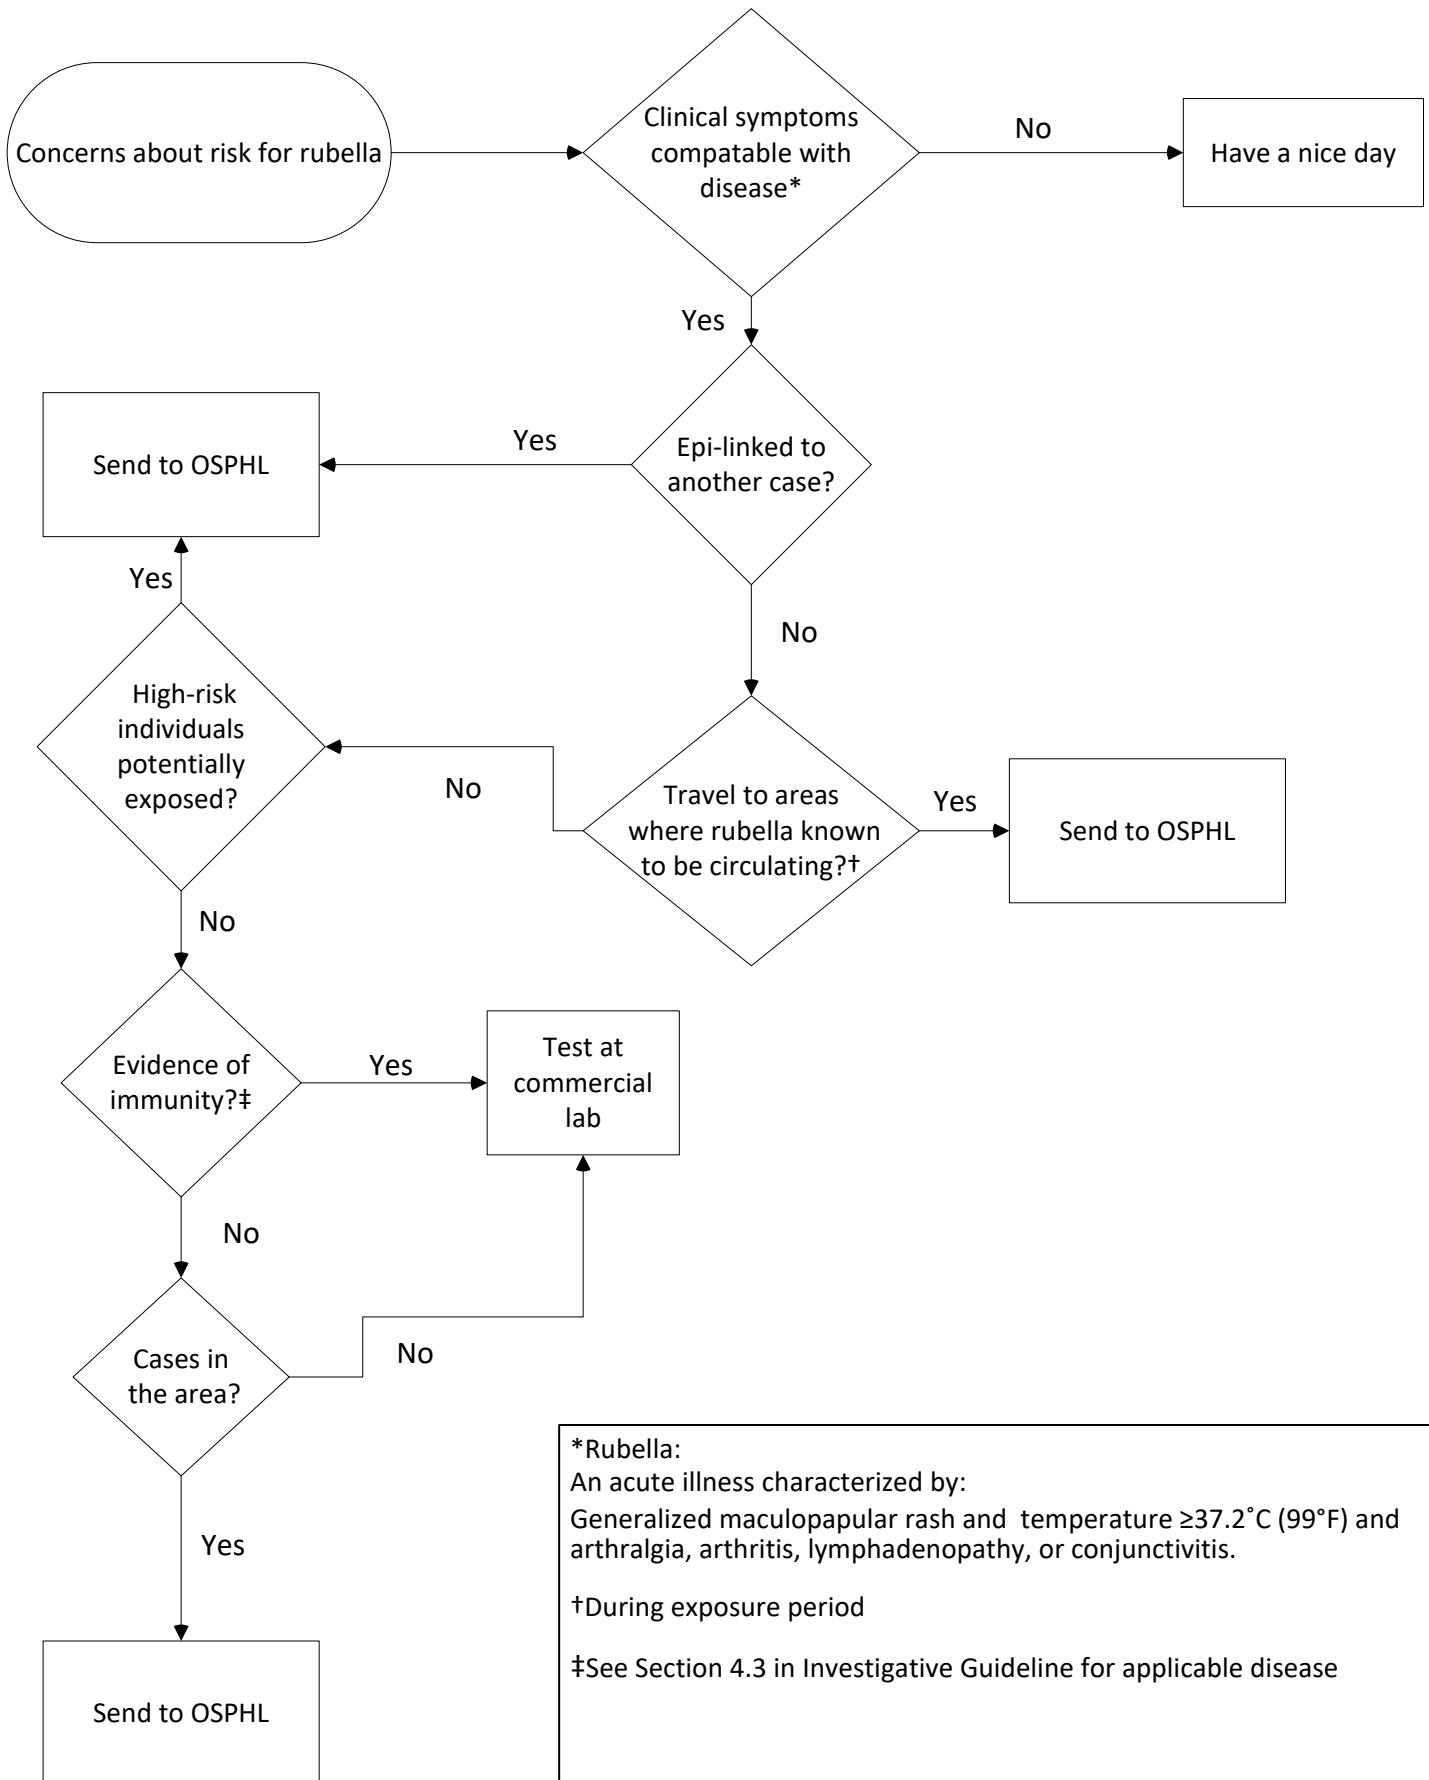 Concerns about risk for rubella
Clinical symptoms
compatable with
disease*
No
Have a nice day
Yes
Epi-linked to
another case?
Yes
Send to OSPHL
Yes
No
High-risk
individuals
potentially
exposed?
No
Travel to areas
where rubella known
to be circulating?†
Yes
Send to OSPHL
No
Evidence of
immunity?‡
Yes
Test at
commercial
lab
No
Cases in
the area?
No
Yes
Send to OSPHL
*Rubella:
An acute illness characterized by:
Generalized maculopapular rash and  temperature ≥37.2˚C (99°F) and
arthralgia, arthritis, lymphadenopathy, or conjunctivitis.
†During exposure period
‡See Section 4.3 in Investigative Guideline for applicable disease